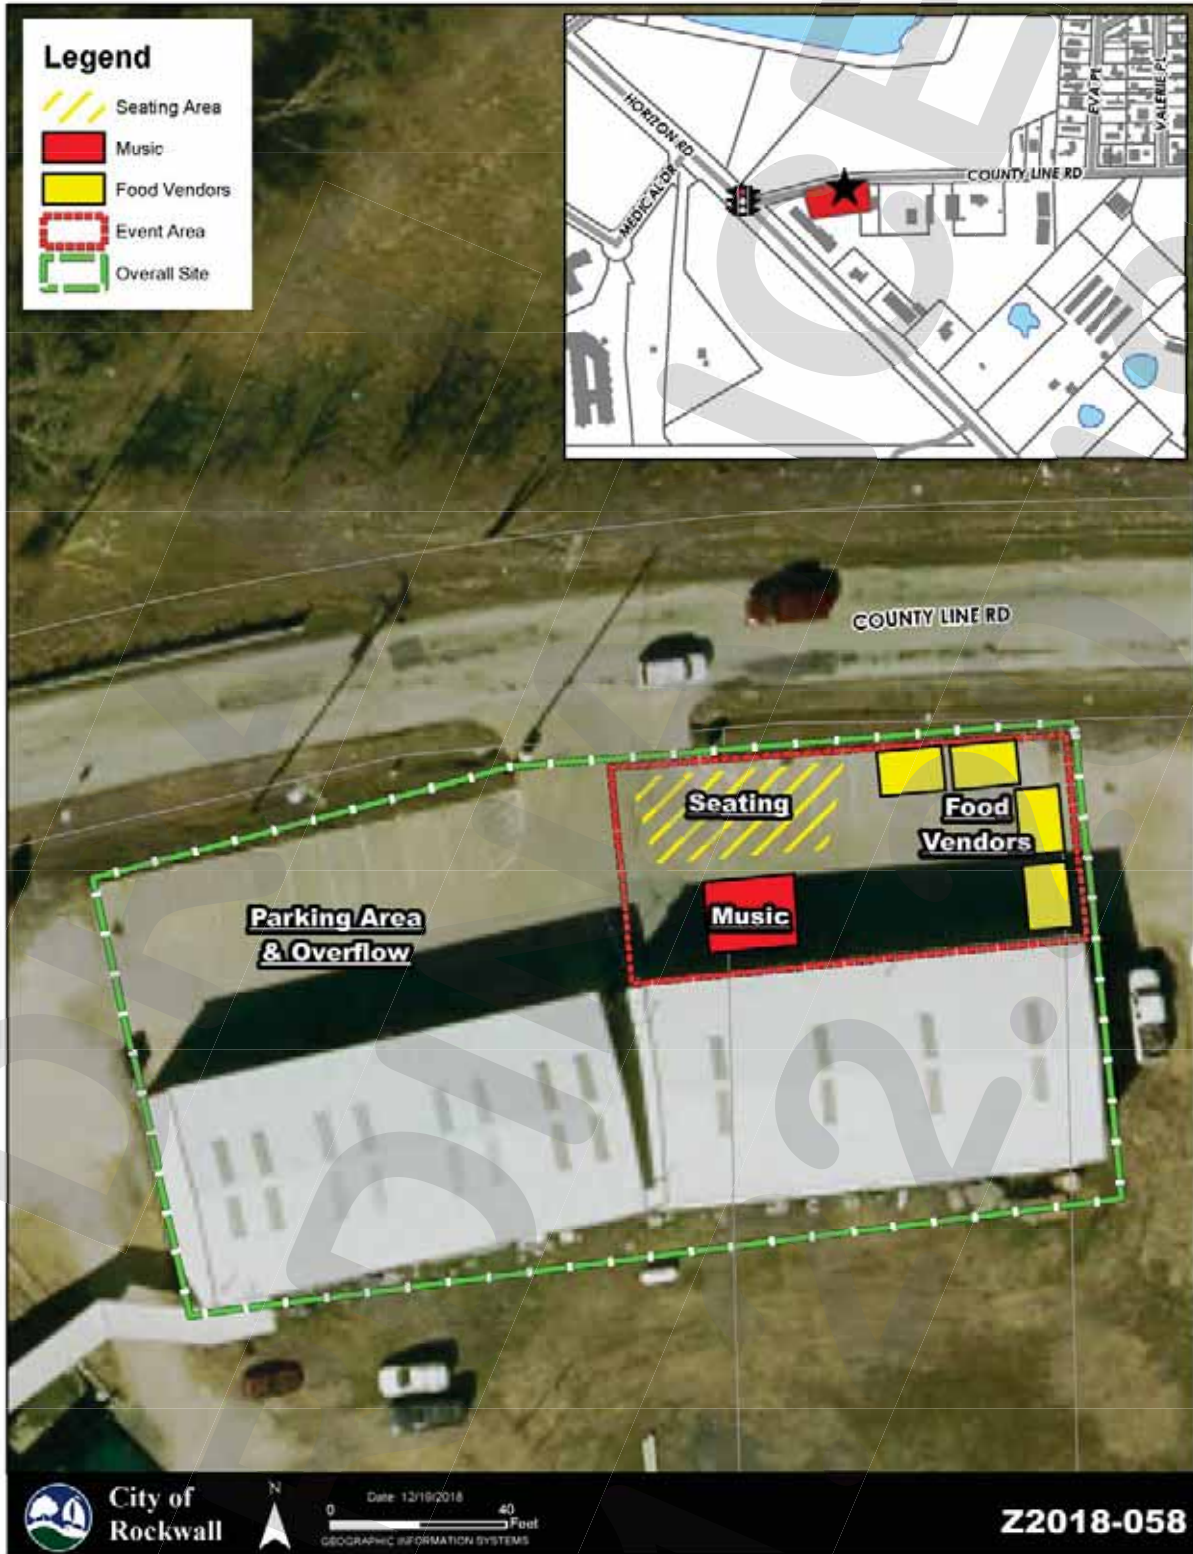 Legend
Seating Area
Music
Food Vendors
Event Area
Overall Site
HORIZON RD
MEDICAL DR
COUNTY LINE RD
EVA PL
VALERIE PL
COUNTY LINE RD
Seating
Food
Vendors
Music
Parking Area
& Overflow
City of
Rockwall
N
Date: 12/19/2018
0 40
Feet
GEOGRAPHIC INFORMATION SYSTEMS
Z2018-058